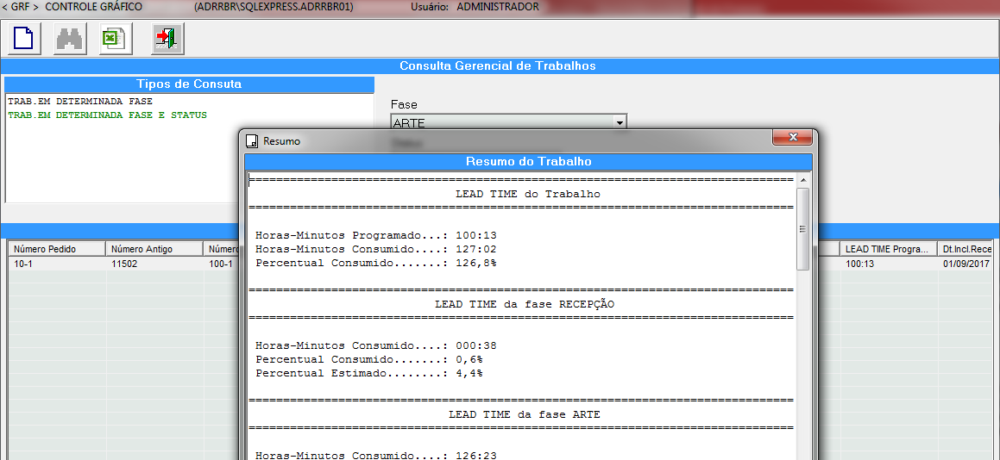 < GRF > CONTROLE GRÁFICO (ADRRBR\SQLEXPRESS.ADRRBR01) Usuário: ADMINISTRADOR
Consulta Gerencial de Trabalhos
Tipos de Consuta
TRAB.EM DETERMINADA FASE
TRAB.EM DETERMINADA FASE E STATUS
Fase
ARTE
Status
Resumo
Resumo do Trabalho
================================================================================
LEAD TIME do Trabalho
================================================================================
Horas-Minutos Programado...: 100:13
Horas-Minutos Consumido....: 127:02
Percentual Consumido.......: 126,8%
================================================================================
LEAD TIME da fase RECEPÇÃO
================================================================================
Horas-Minutos Consumido....: 000:38
Percentual Consumido.......: 0,6%
Percentual Estimado........: 4,4%
================================================================================
LEAD TIME da fase ARTE
================================================================================
Horas-Minutos Consumido....: 126:23
Número Pedido Número Antigo Númer LEAD TIME Progra... Dt.Incl.Rece
10-1 11502 100-1 100:13 01/09/2017